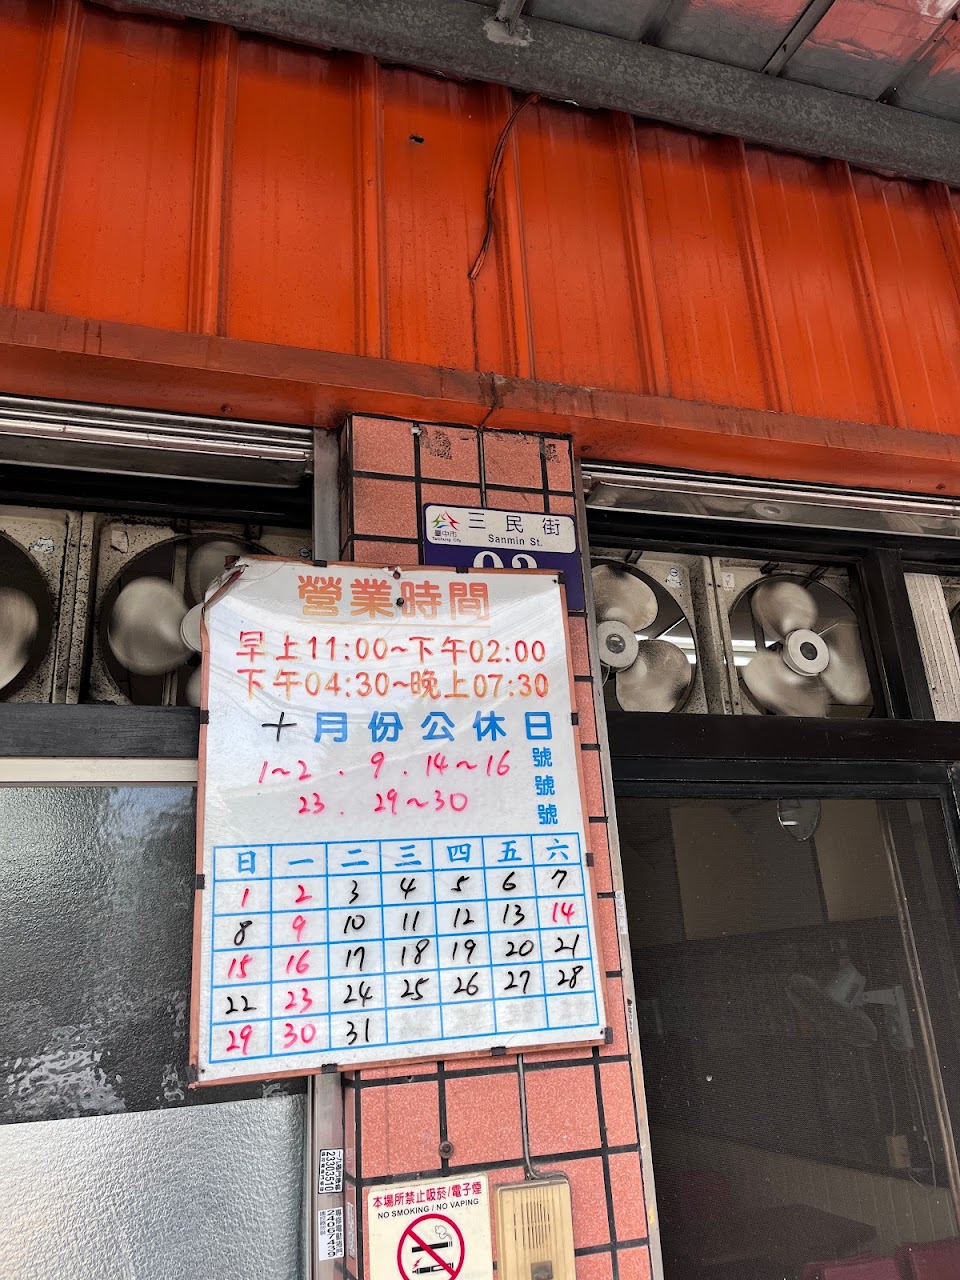 三民街
臺中市
Taichung City
Sanmin St.
營業時間
早上11:00~下午02:00
下午04:30~晚上07:30
十月份公休日
1~2 . 9 . 14~16 號
號
23 . 29~30 號
日 一 二 三 四 五 六
1 2 3 4 5 6 7
8 9 10 11 12 13 14
15 16 17 18 19 20 21
22 23 24 25 26 27 28
29 30 31
23303510
24067439
本場所禁止吸菸/電子煙
NO SMOKING / NO VAPING